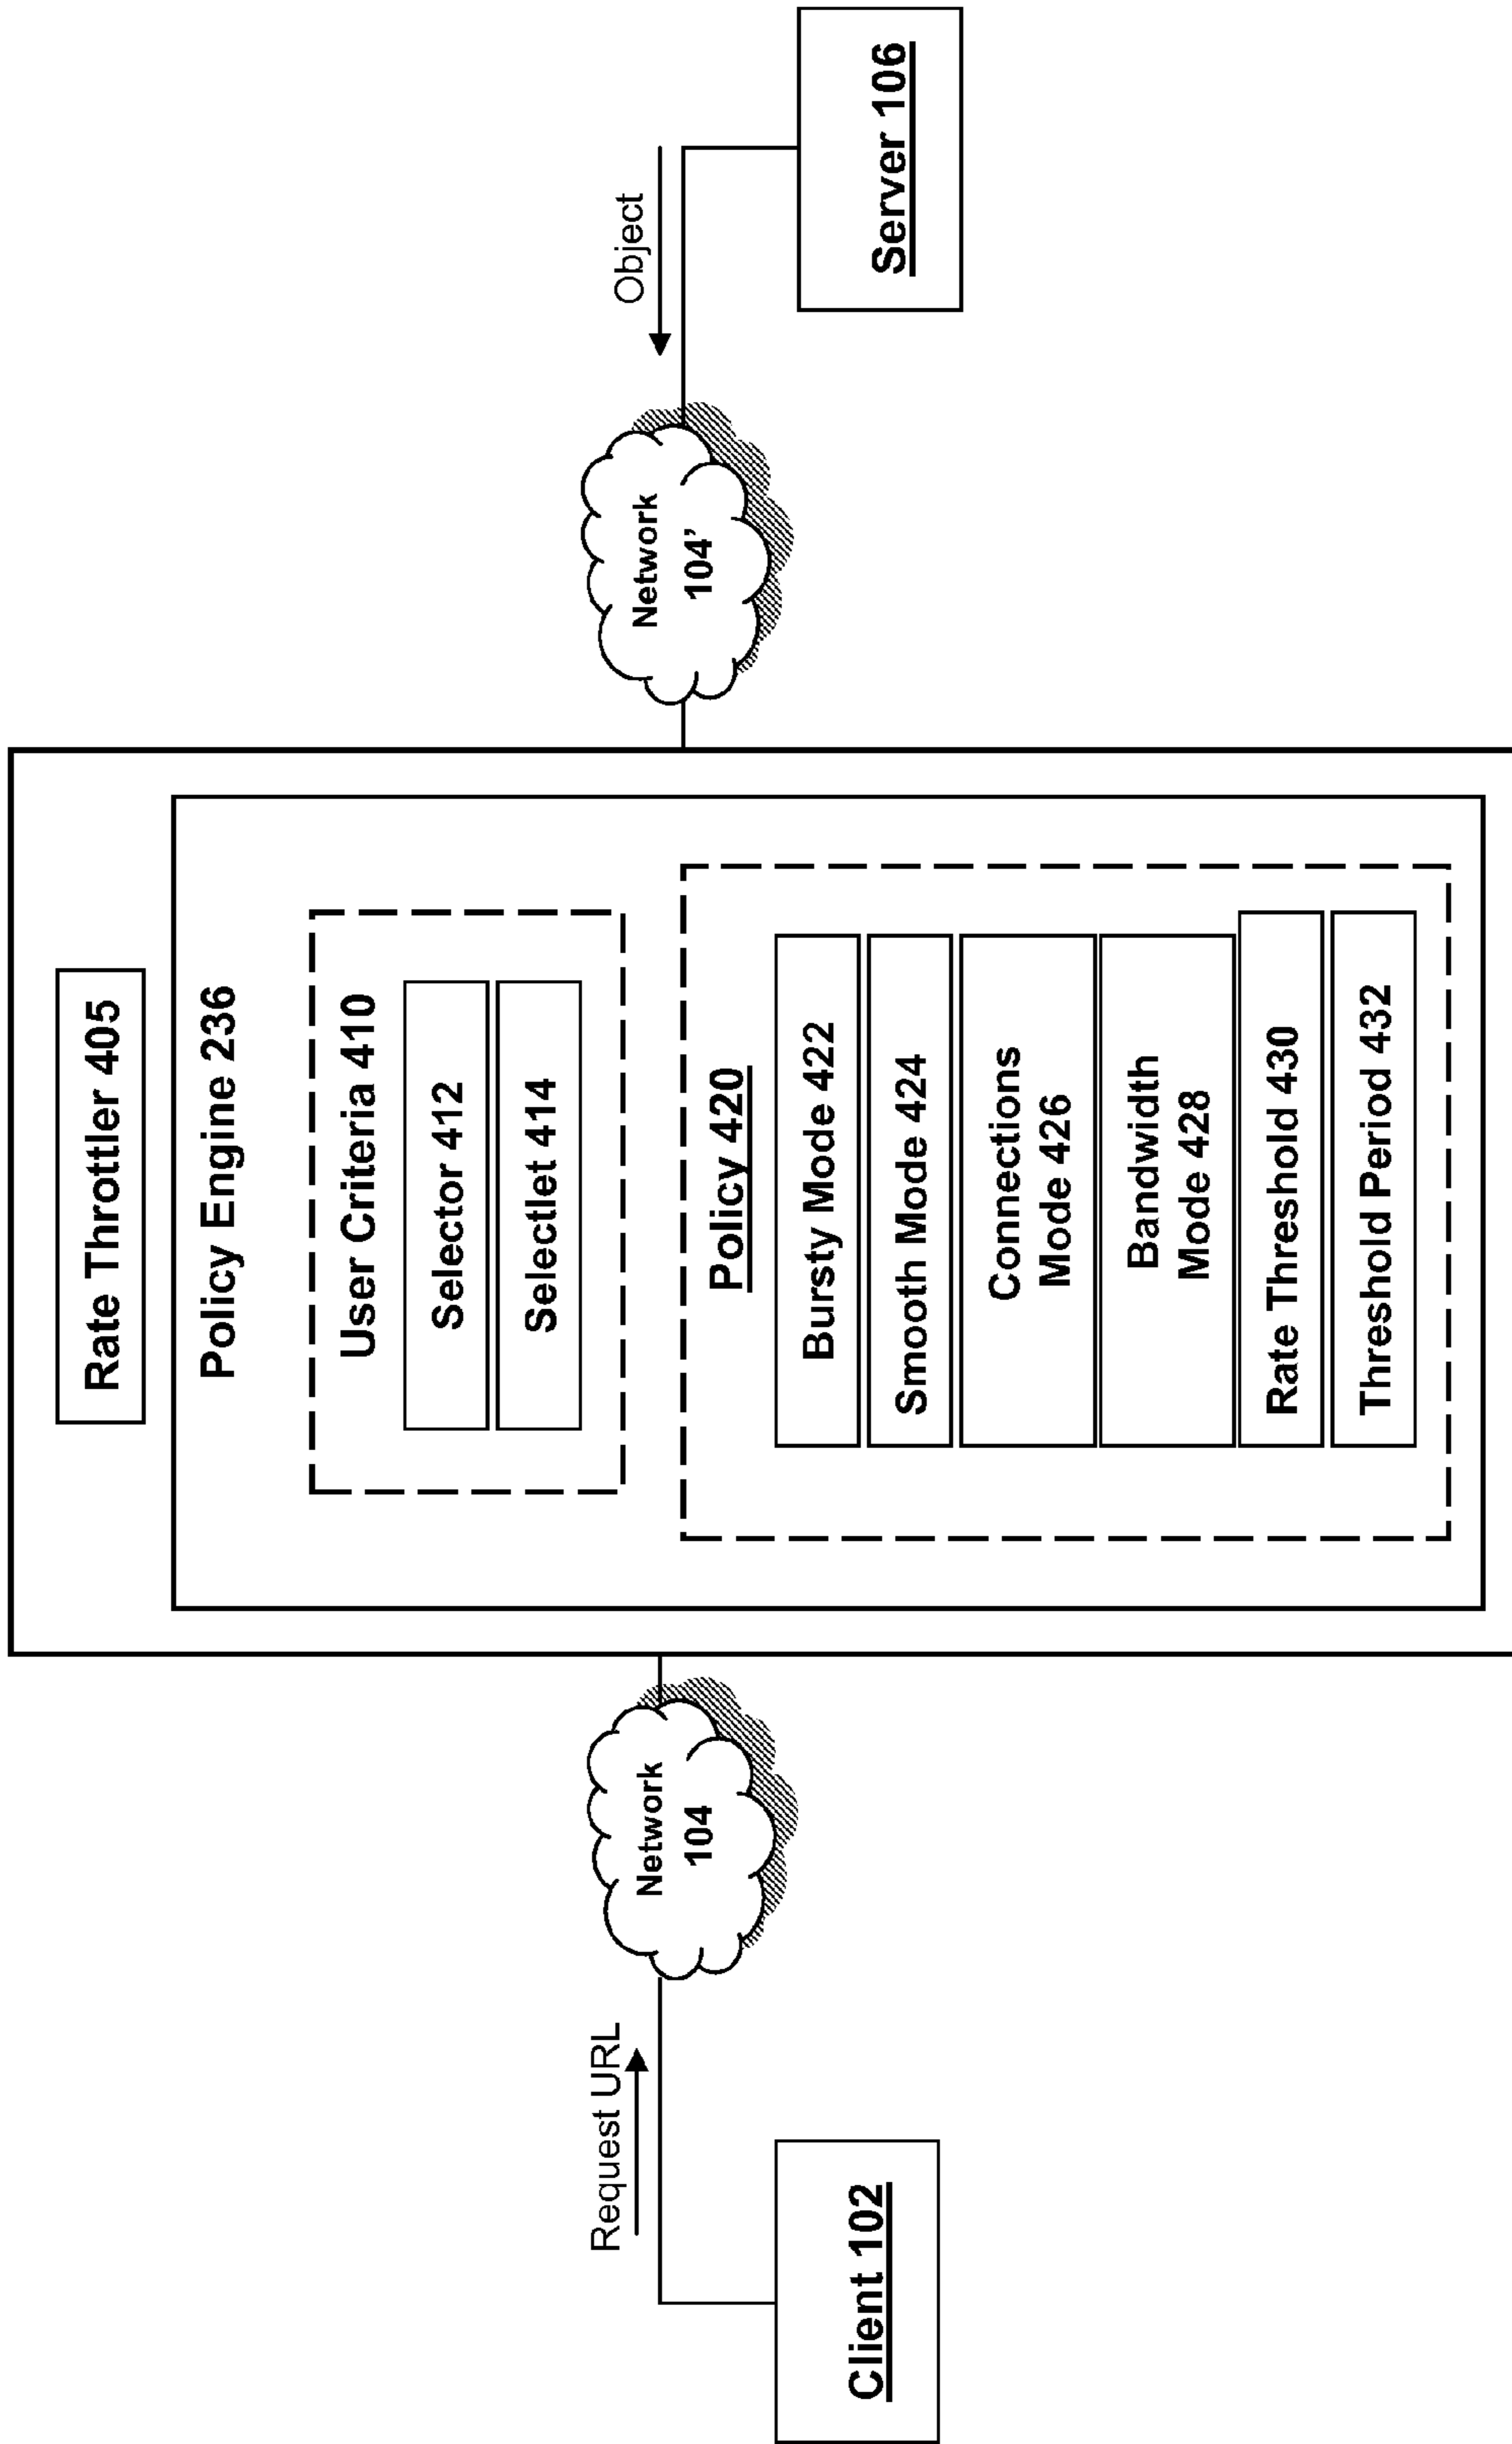 Rate Throttler 405
Policy Engine 236
User Criteria 410
Selector 412
Selectlet 414
Policy 420
Bursty Mode 422
Smooth Mode 424
Connections
Mode 426
Bandwidth
Mode 428
Rate Threshold 430
Threshold Period 432
Client 102
Request URL
Network
104
Network
104'
Object
Server 106